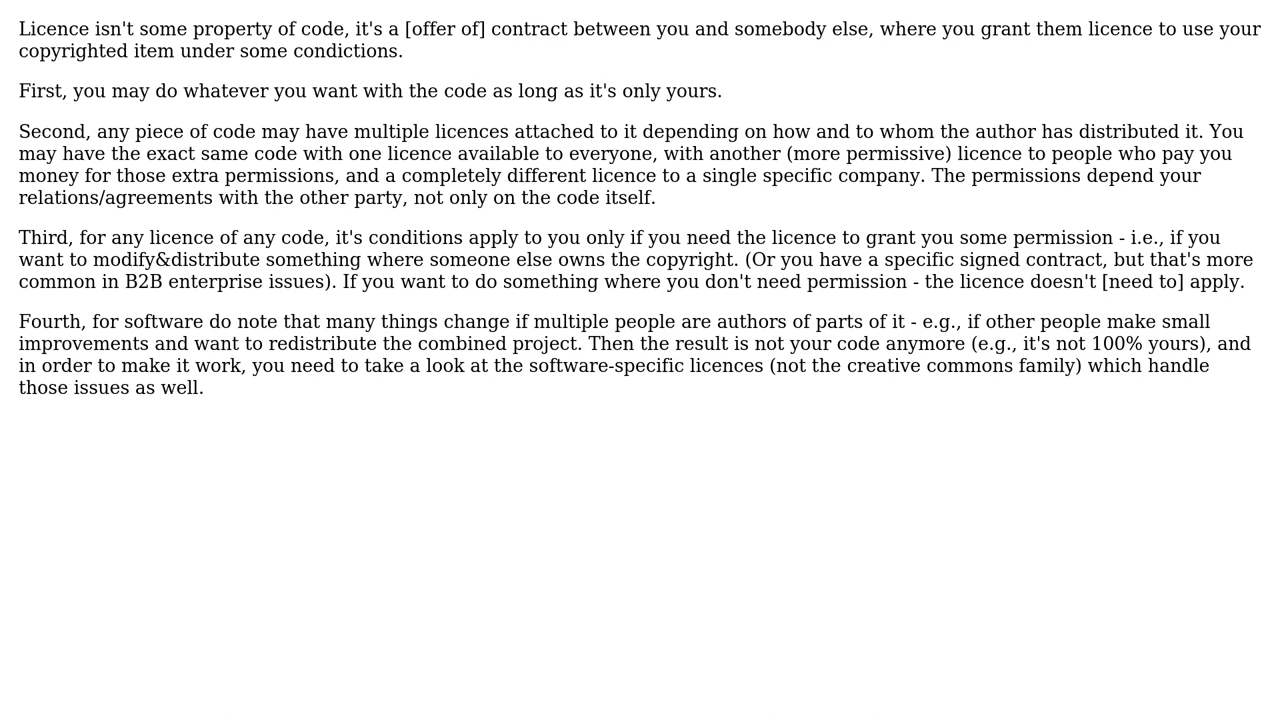 Licence isn't some property of code, it's a [offer of] contract between you and somebody else, where you grant them licence to use your
copyrighted item under some condictions.
First, you may do whatever you want with the code as long as it's only yours.
Second, any piece of code may have multiple licences attached to it depending on how and to whom the author has distributed it. You
may have the exact same code with one licence available to everyone, with another (more permissive) licence to people who pay you
money for those extra permissions, and a completely different licence to a single specific company. The permissions depend your
relations/agreements with the other party, not only on the code itself.
Third, for any licence of any code, it's conditions apply to you only if you need the licence to grant you some permission - i.e., if you
want to modify&distribute something where someone else owns the copyright. (Or you have a specific signed contract, but that's more
common in B2B enterprise issues). If you want to do something where you don't need permission - the licence doesn't [need to] apply.
Fourth, for software do note that many things change if multiple people are authors of parts of it - e.g., if other people make small
improvements and want to redistribute the combined project. Then the result is not your code anymore (e.g., it's not 100% yours), and
in order to make it work, you need to take a look at the software-specific licences (not the creative commons family) which handle
those issues as well.